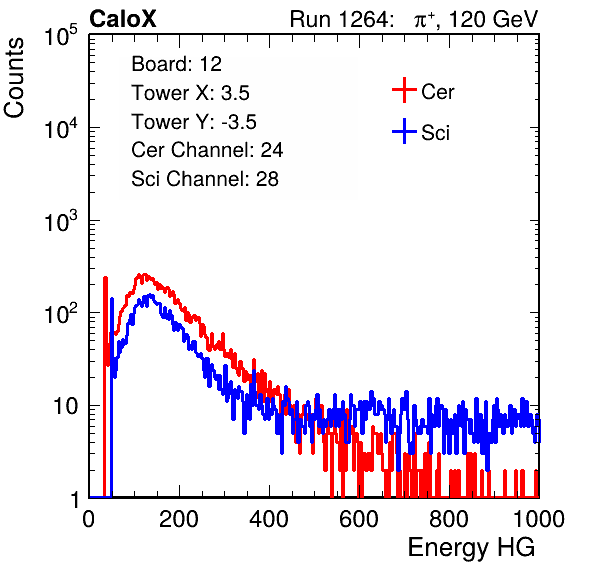 CaloX Run 1264: π⁺, 120 GeV
Counts
10⁵
10⁴
10³
10²
10
1
Board: 12
Tower X: 3.5
Tower Y: -3.5
Cer Channel: 24
Sci Channel: 28
Cer
Sci
0 200 400 600 800 1000
Energy HG